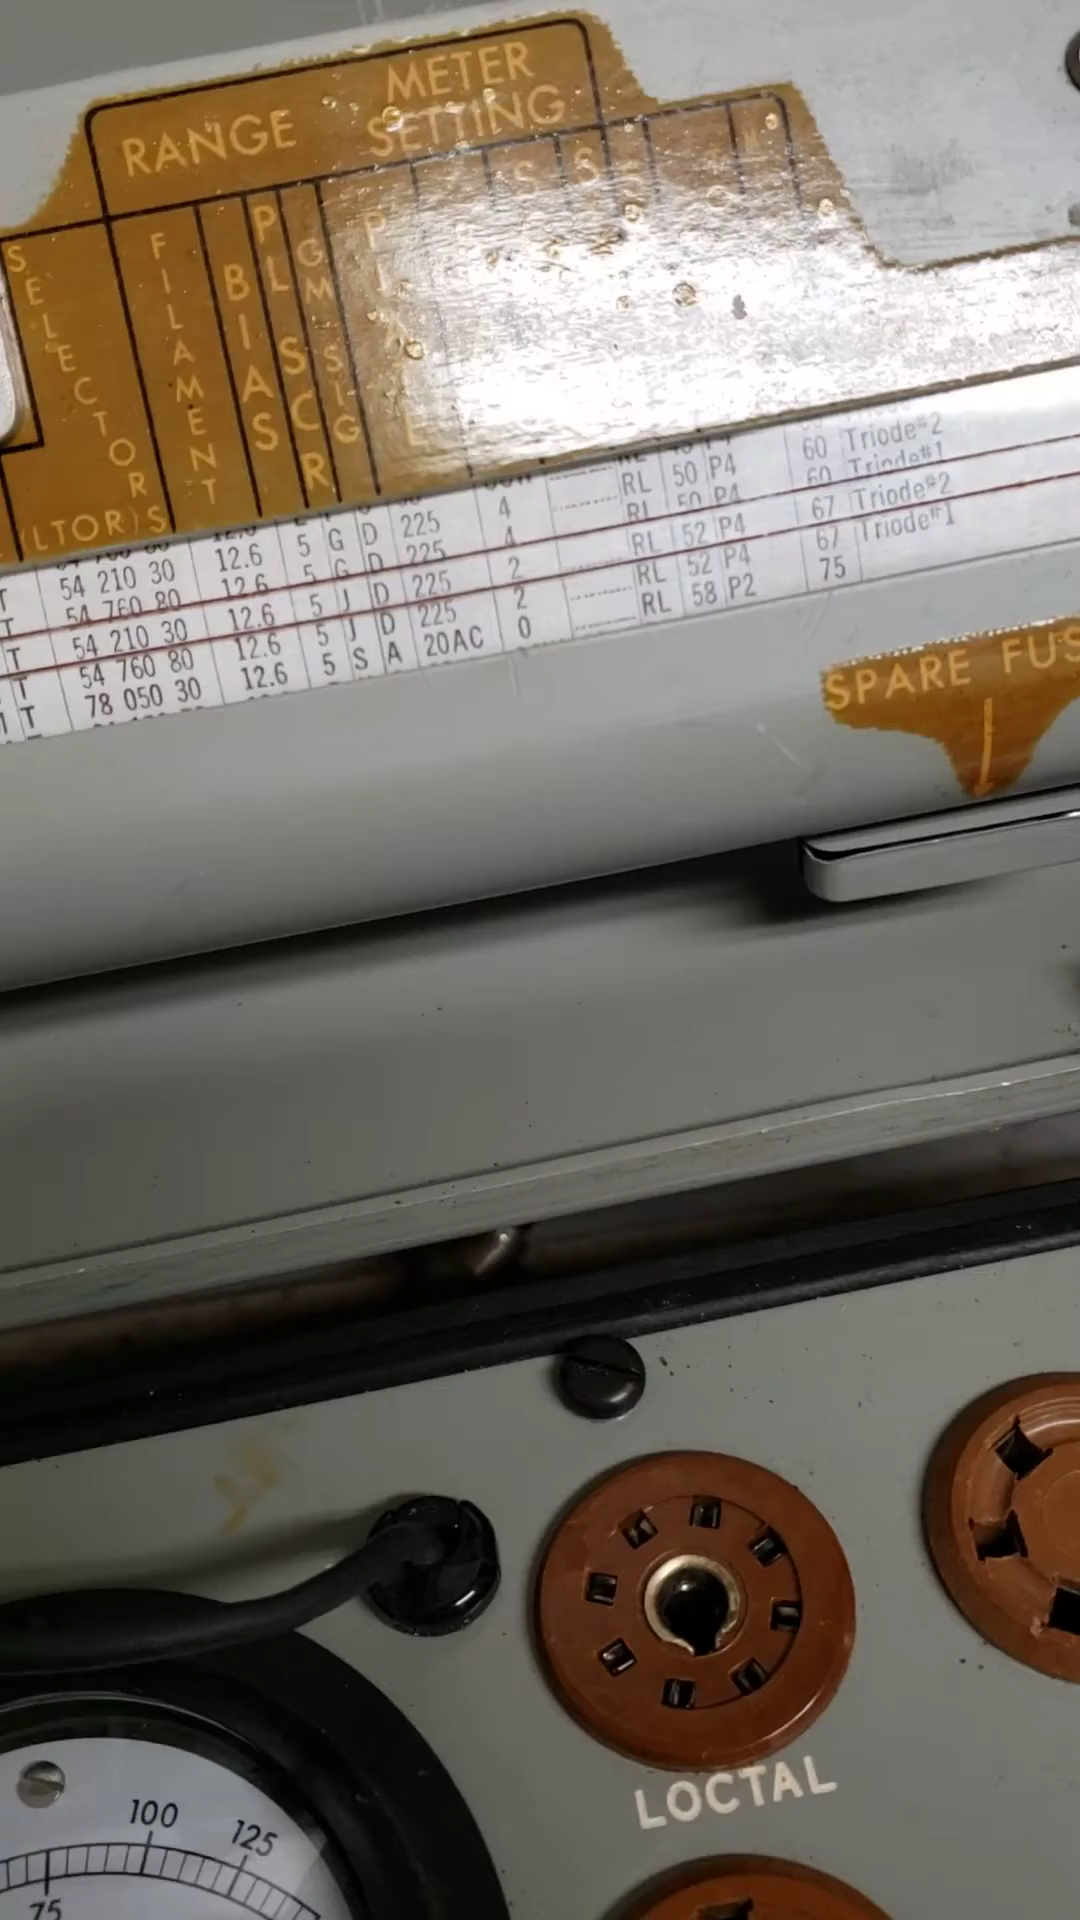 METER
RANGE SETTING
SELECTOR(S)
FILAMENT
BIAS
PL SCR
GM SIG
S S
60 Triode#2
RL 50 P4 60 Triode#1
4 RL 50 P4
T 54 210 30 12.6 5 G D 225 4 RL 52 P4 67 Triode#2
T 54 760 80 12.6 5 G D 225 2 RL 52 P4 67 Triode#1
T 54 210 30 12.6 5 J D 225 2 RL 58 P2 75
T 54 760 80 12.6 5 J D 225 0
T 78 050 30 12.6 5 S A 20AC
SPARE FUS
LOCTAL
75 100 125